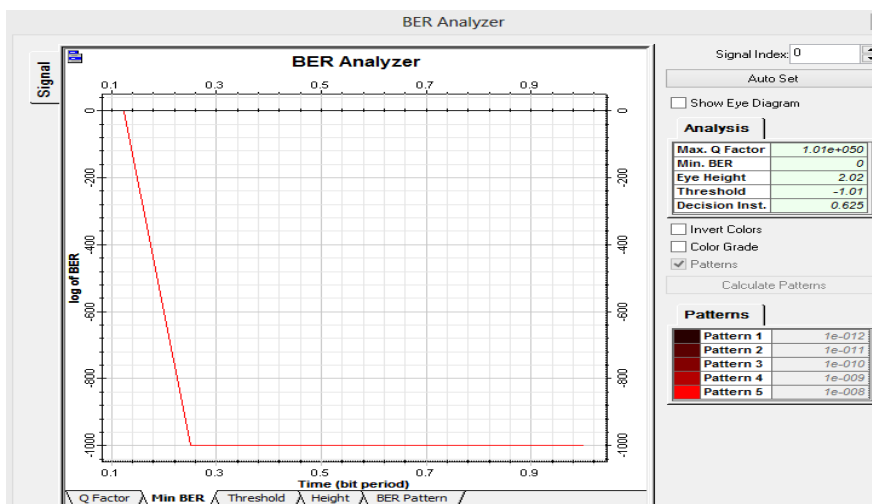 BER Analyzer
Signal
BER Analyzer
0.1 0.3 0.5 0.7 0.9
0 0
-200 -200
-400 -400
-600 -600
-800 -800
-1000 -1000
log of BER
0.1 0.3 0.5 0.7 0.9
Time (bit period)
Q Factor Min BER Threshold Height BER Pattern
Signal Index: 0
Auto Set
Show Eye Diagram
Analysis
Max. Q Factor 1.01e+050
Min. BER 0
Eye Height 2.02
Threshold -1.01
Decision Inst. 0.625
Invert Colors
Color Grade
Patterns
Calculate Patterns
Patterns
Pattern 1 1e-012
Pattern 2 1e-011
Pattern 3 1e-010
Pattern 4 1e-009
Pattern 5 1e-008